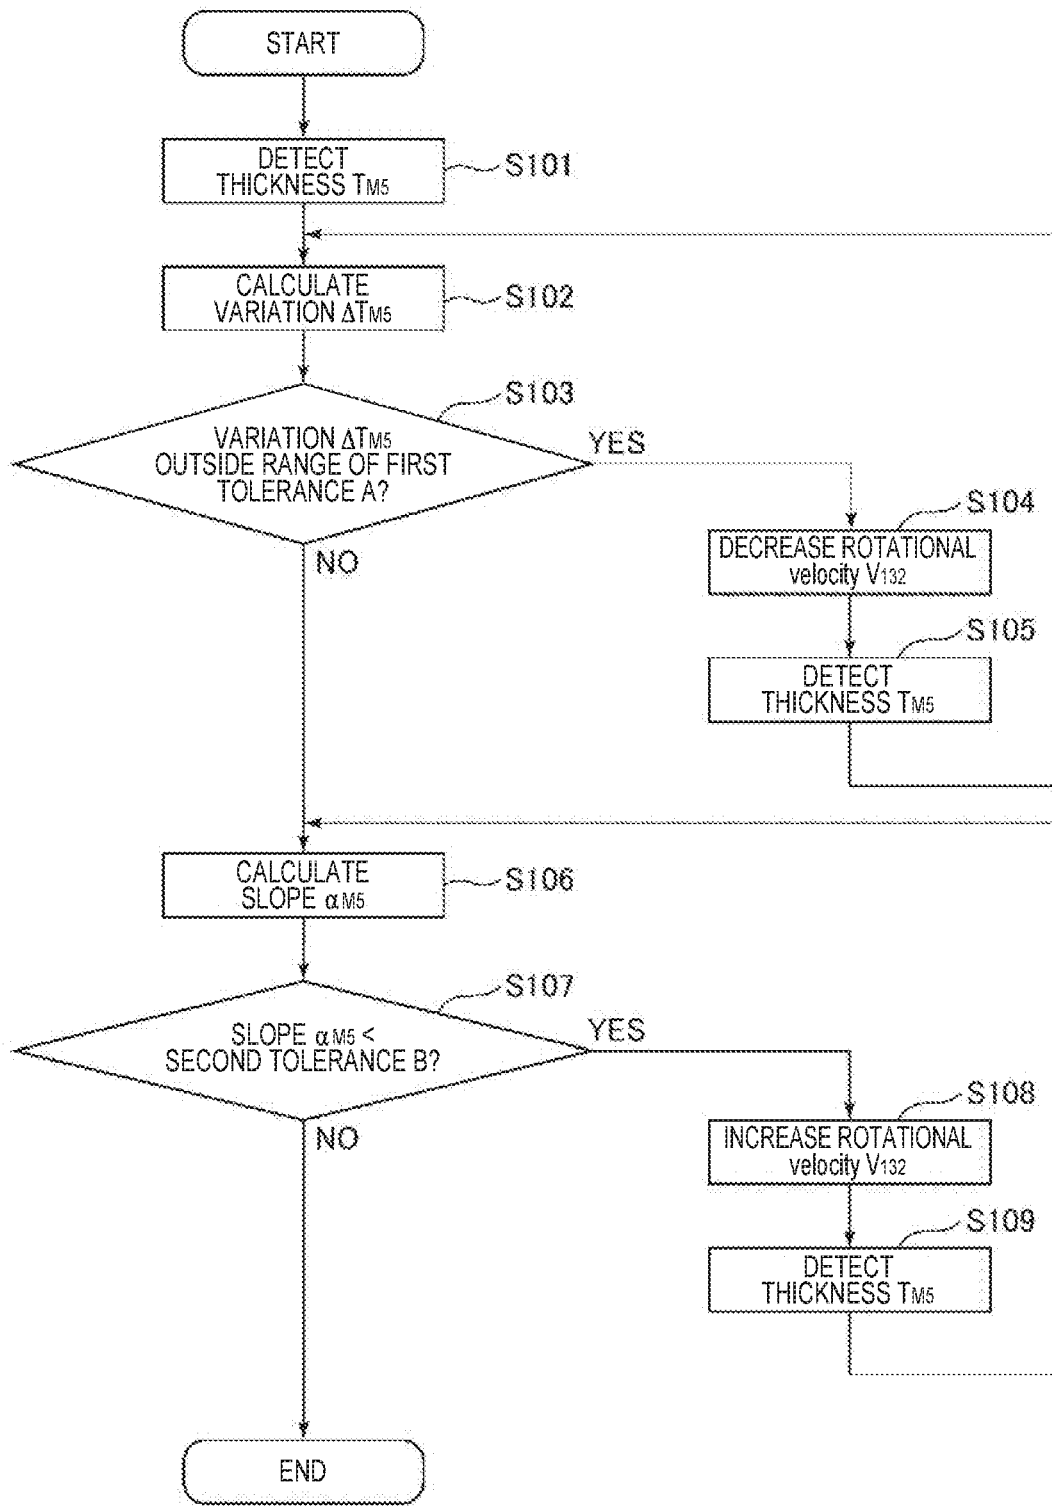 START
DETECT
THICKNESS TM5
S101
CALCULATE
VARIATION ΔTM5
S102
S103
VARIATION ΔTM5
OUTSIDE RANGE OF FIRST
TOLERANCE A?
YES
NO
S104
DECREASE ROTATIONAL
velocity V132
S105
DETECT
THICKNESS TM5
CALCULATE
SLOPE αM5
S106
S107
SLOPE αM5 <
SECOND TOLERANCE B?
YES
NO
S108
INCREASE ROTATIONAL
velocity V132
S109
DETECT
THICKNESS TM5
END